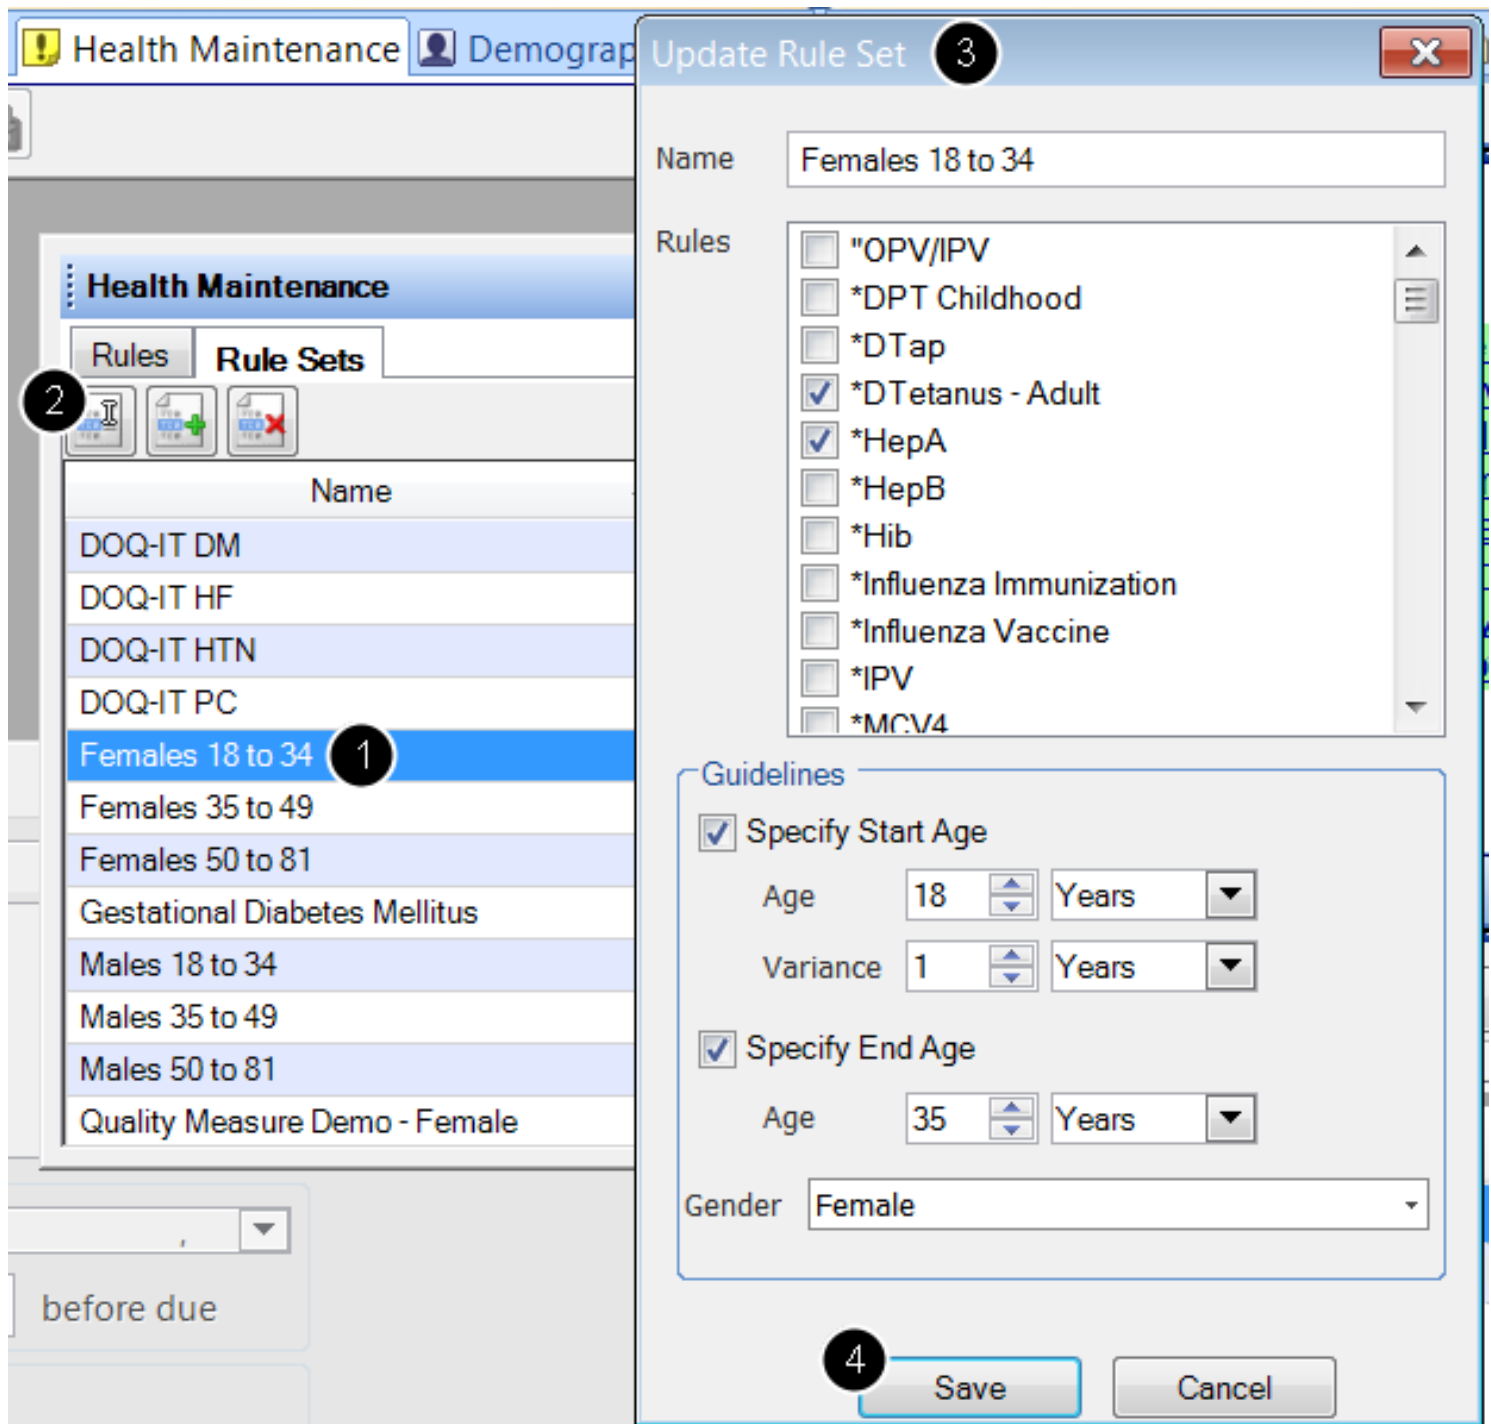 Health Maintenance
Demograp
Update Rule Set 3
Name Females 18 to 34
Rules
"OPV/IPV
*DPT Childhood
*DTap
*DTetanus - Adult
*HepA
*HepB
*Hib
*Influenza Immunization
*Influenza Vaccine
*IPV
*MCV4
Guidelines
Specify Start Age
Age 18 Years
Variance 1 Years
Specify End Age
Age 35 Years
Gender Female
4 Save Cancel
Health Maintenance
Rules Rule Sets
2
Name
DOQ-IT DM
DOQ-IT HF
DOQ-IT HTN
DOQ-IT PC
Females 18 to 34 1
Females 35 to 49
Females 50 to 81
Gestational Diabetes Mellitus
Males 18 to 34
Males 35 to 49
Males 50 to 81
Quality Measure Demo - Female
,
before due